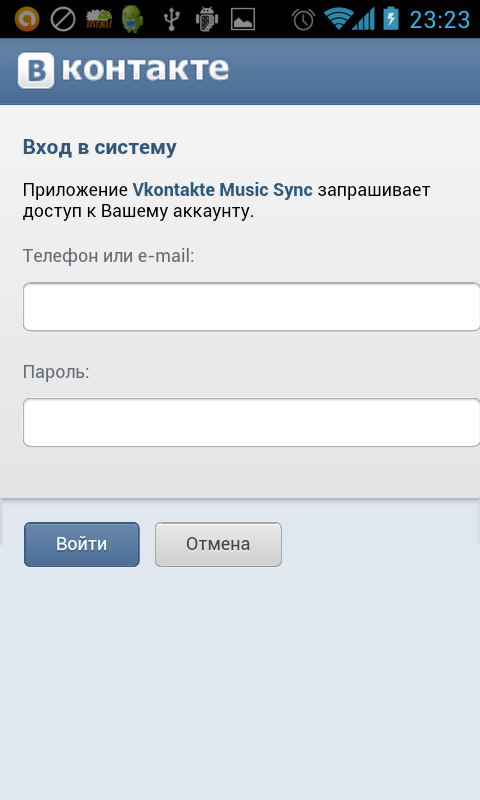 23:23
В контакте
Вход в систему
Приложение Vkontakte Music Sync запрашивает
доступ к Вашему аккаунту.
Телефон или e-mail:
Пароль:
Войти Отмена